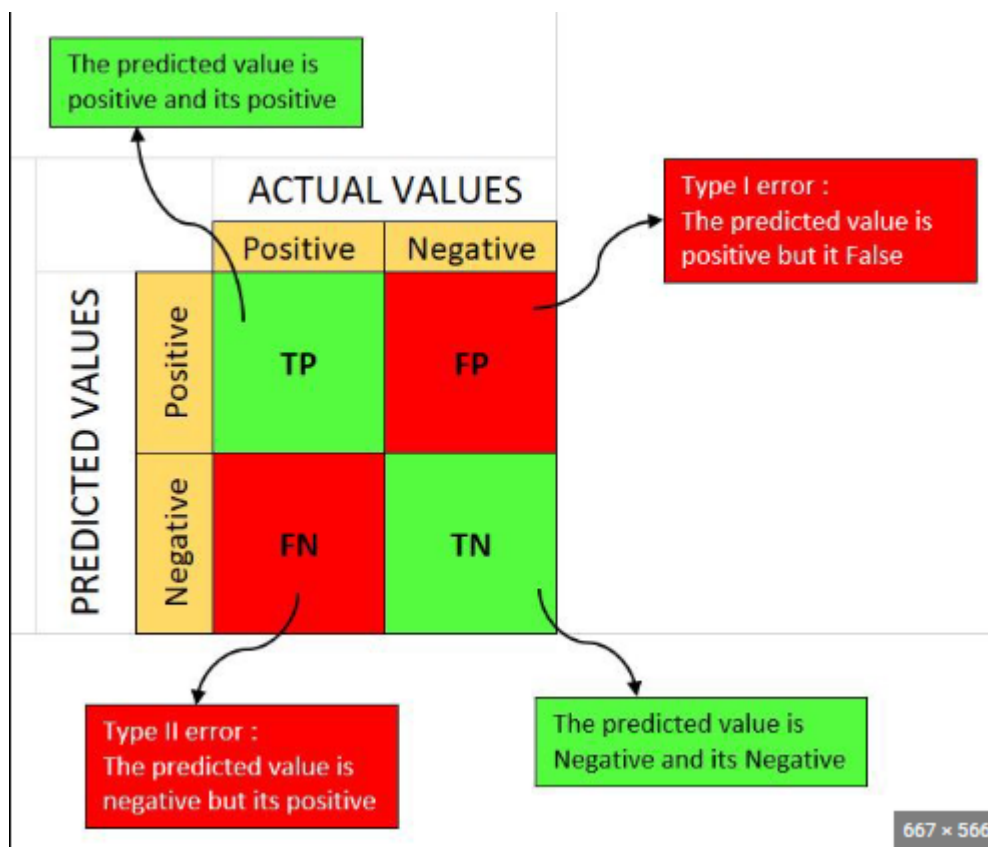 The predicted value is
positive and its positive
ACTUAL VALUES
Type I error :
The predicted value is
positive but it False
Positive
Negative
PREDICTED VALUES
Positive
TP
FP
Negative
FN
TN
Type II error :
The predicted value is
negative but its positive
The predicted value is
Negative and its Negative
667 × 566